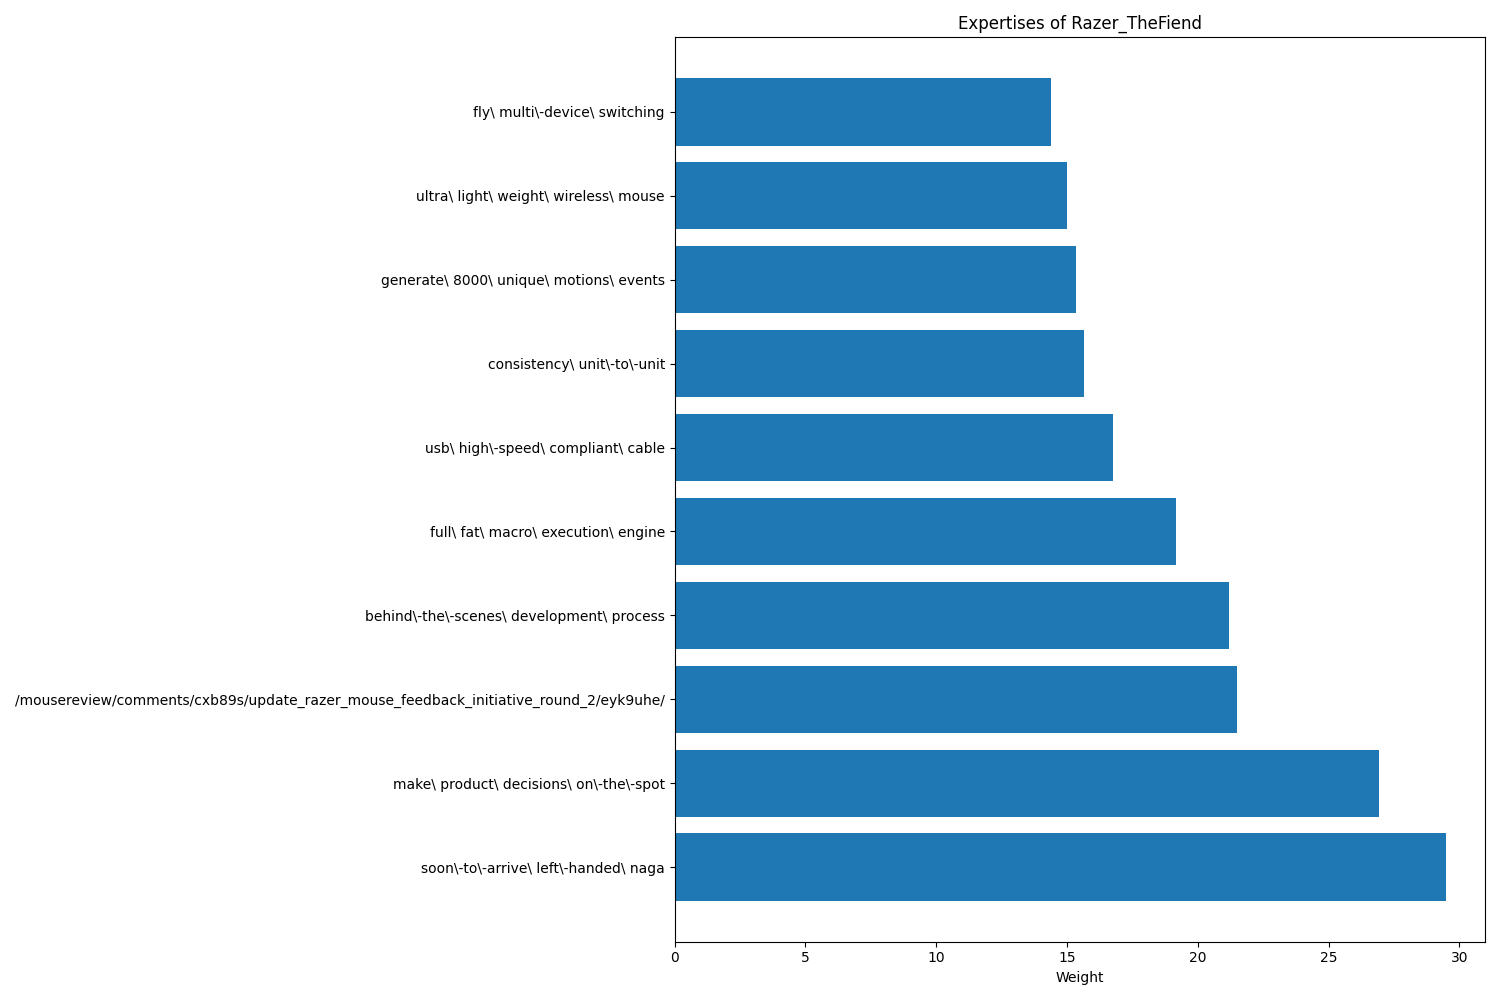 Expertises of Razer_TheFiend
fly\ multi\-device\ switching
ultra\ light\ weight\ wireless\ mouse
generate\ 8000\ unique\ motions\ events
consistency\ unit\-to\-unit
usb\ high\-speed\ compliant\ cable
full\ fat\ macro\ execution\ engine
behind\-the\-scenes\ development\ process
/mousereview/comments/cxb89s/update_razer_mouse_feedback_initiative_round_2/eyk9uhe/
make\ product\ decisions\ on\-the\-spot
soon\-to\-arrive\ left\-handed\ naga
0 5 10 15 20 25 30
Weight